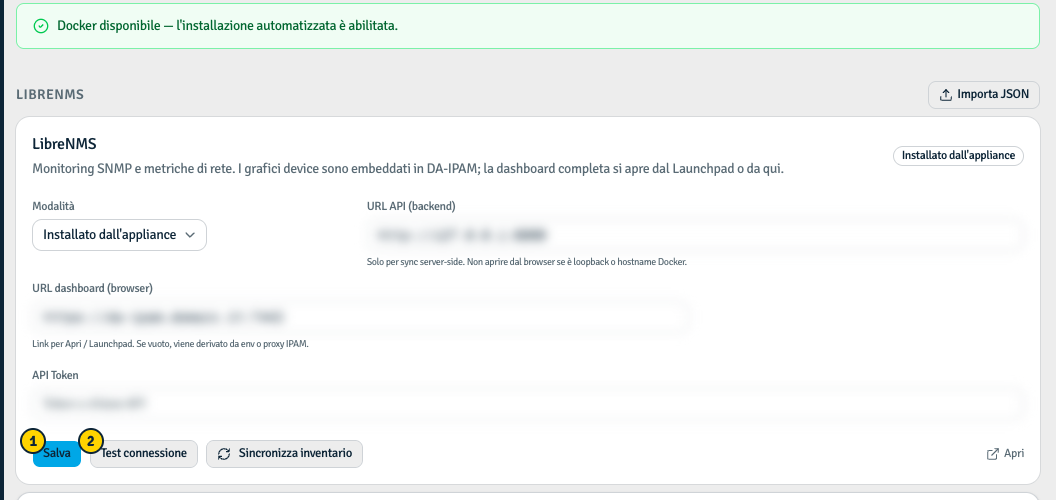 Docker disponibile — l'installazione automatizzata è abilitata.
LIBRENMS
Importa JSON
LibreNMS
Monitoring SNMP e metriche di rete. I grafici device sono embeddati in DA-IPAM; la dashboard completa si apre dal Launchpad o da qui.
Installato dall'appliance
Modalità
URL API (backend)
Installato dall'appliance
Solo per sync server-side. Non aprire dal browser se è loopback o hostname Docker.
URL dashboard (browser)
Link per Apri / Launchpad. Se vuoto, viene derivato da env o proxy IPAM.
API Token
1 Salva
2 Test connessione
Sincronizza inventario
Apri